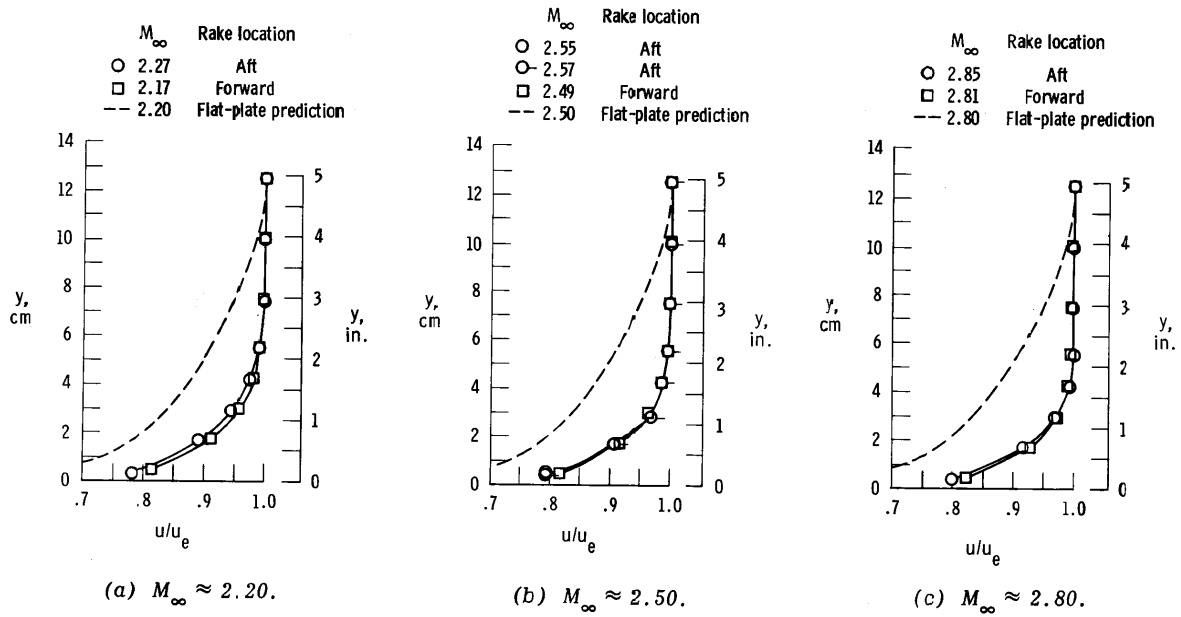 M∞ Rake location
2.27 Aft
2.17 Forward
2.20 Flat-plate prediction
14
12
10
8
6
4
2
0
y,
cm
5
4
3
2
1
0
y,
in.
.7 .8 .9 1.0
u/ue
(a) M∞ ≈ 2.20.
M∞ Rake location
2.55 Aft
2.57 Aft
2.49 Forward
2.50 Flat-plate prediction
14
12
10
8
6
4
2
0
y,
cm
5
4
3
2
1
0
y,
in.
.7 .8 .9 1.0
u/ue
(b) M∞ ≈ 2.50.
M∞ Rake location
2.85 Aft
2.81 Forward
2.80 Flat-plate prediction
14
12
10
8
6
4
2
0
y,
cm
5
4
3
2
1
0
y,
in.
.7 .8 .9 1.0
u/ue
(c) M∞ ≈ 2.80.